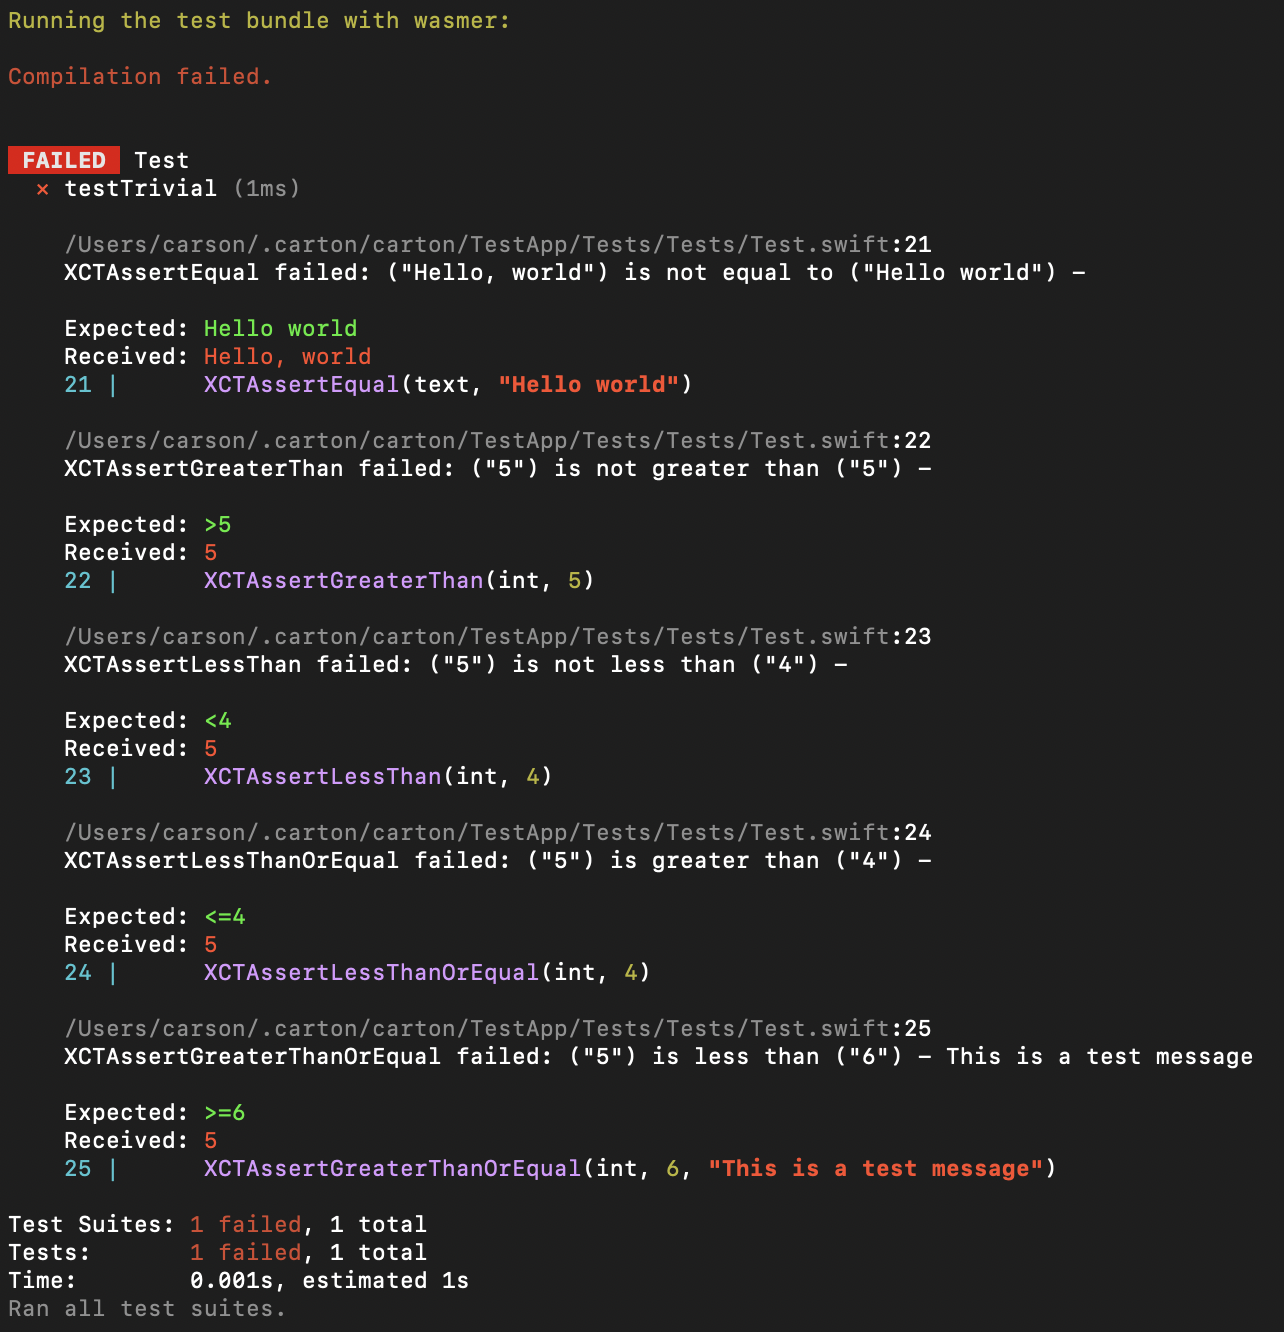 Running the test bundle with wasmer:
Compilation failed.
FAILED Test
× testTrivial (1ms)
/Users/carson/.carton/carton/TestApp/Tests/Tests/Test.swift:21
XCTAssertEqual failed: ("Hello, world") is not equal to ("Hello world") -
Expected: Hello world
Received: Hello, world
21 | XCTAssertEqual(text, "Hello world")
/Users/carson/.carton/carton/TestApp/Tests/Tests/Test.swift:22
XCTAssertGreaterThan failed: ("5") is not greater than ("5") -
Expected: >5
Received: 5
22 | XCTAssertGreaterThan(int, 5)
/Users/carson/.carton/carton/TestApp/Tests/Tests/Test.swift:23
XCTAssertLessThan failed: ("5") is not less than ("4") -
Expected: <4
Received: 5
23 | XCTAssertLessThan(int, 4)
/Users/carson/.carton/carton/TestApp/Tests/Tests/Test.swift:24
XCTAssertLessThanOrEqual failed: ("5") is greater than ("4") -
Expected: <=4
Received: 5
24 | XCTAssertLessThanOrEqual(int, 4)
/Users/carson/.carton/carton/TestApp/Tests/Tests/Test.swift:25
XCTAssertGreaterThanOrEqual failed: ("5") is less than ("6") - This is a test message
Expected: >=6
Received: 5
25 | XCTAssertGreaterThanOrEqual(int, 6, "This is a test message")
Test Suites: 1 failed, 1 total
Tests: 1 failed, 1 total
Time: 0.001s, estimated 1s
Ran all test suites.